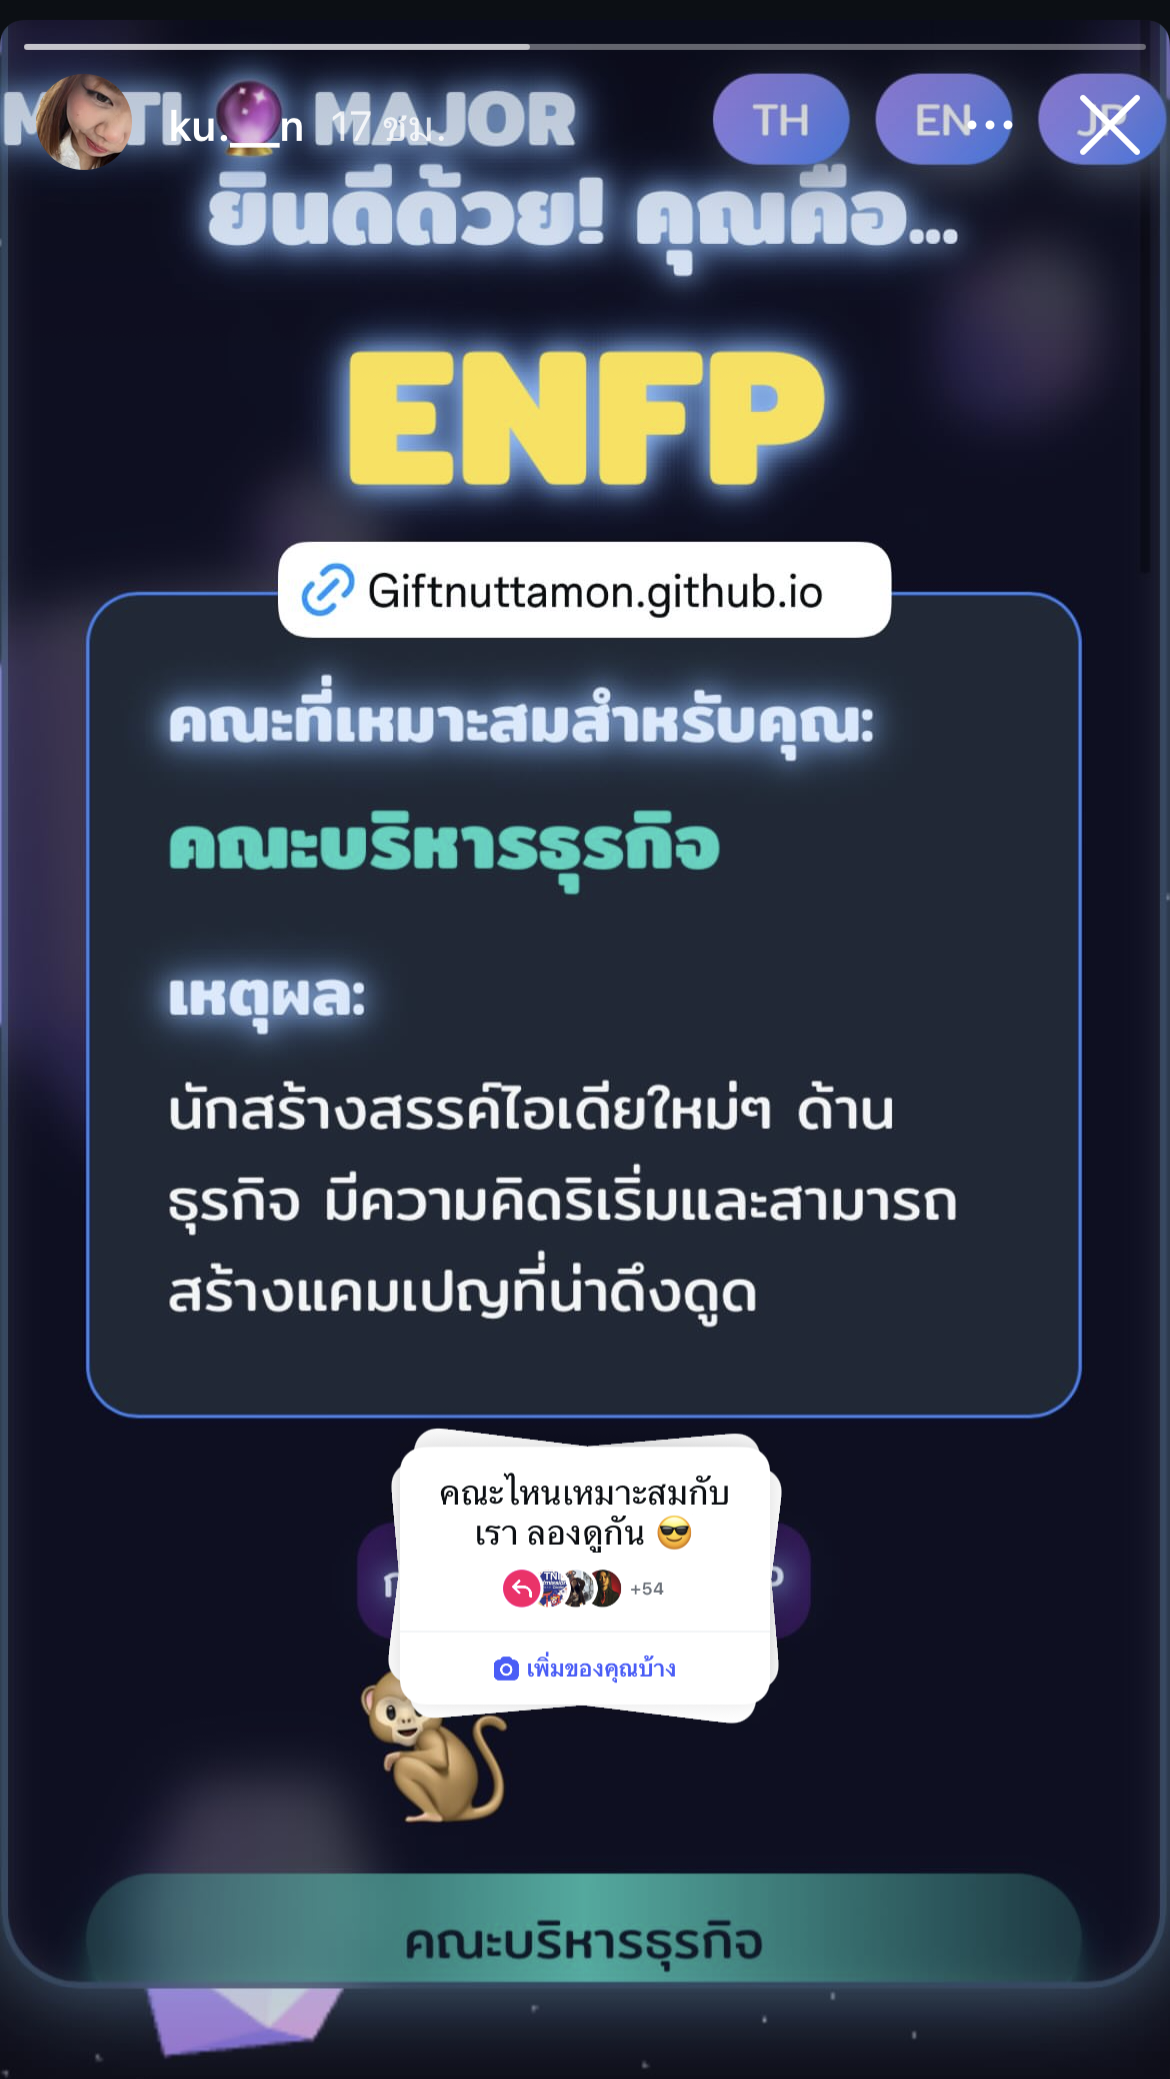 MAJOR
ku.__n 17 ชม.
TH
EN
JP
ยินดีด้วย! คุณคือ...
ENFP
Giftnuttamon.github.io
คณะที่เหมาะสมสำหรับคุณ:
คณะบริหารธุรกิจ
เหตุผล:
นักสร้างสรรค์ไอเดียใหม่ๆ ด้าน
ธุรกิจ มีความคิดริเริ่มและสามารถ
สร้างแคมเปญที่น่าดึงดูด
คณะไหนเหมาะสมกับ
เรา ลองดูกัน 😎
+54
เพิ่มของคุณบ้าง
คณะบริหารธุรกิจ